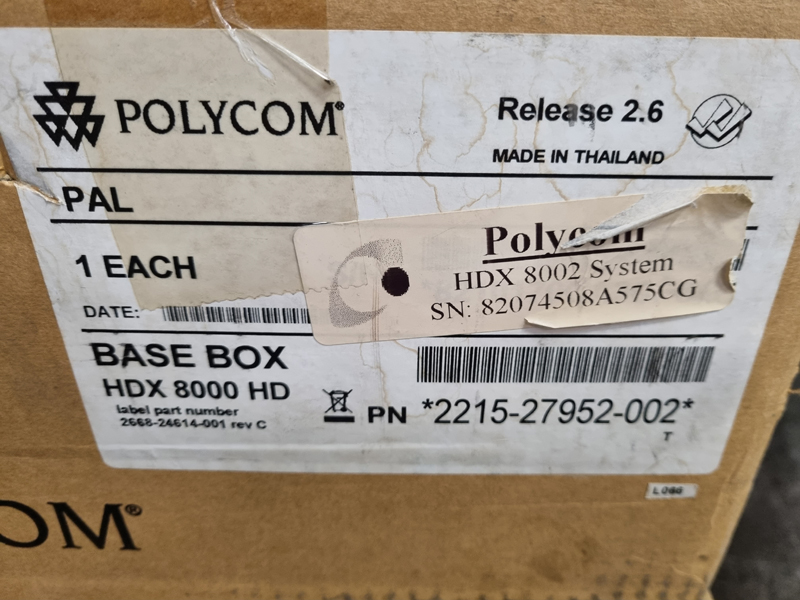 POLYCOM®
Release 2.6
MADE IN THAILAND
PAL
1 EACH
Polycom
HDX 8002 System
SN: 82074508A575CG
DATE:
BASE BOX
HDX 8000 HD
label part number
2668-24614-001 rev C
PN *2215-27952-002*
T
L086
OM®